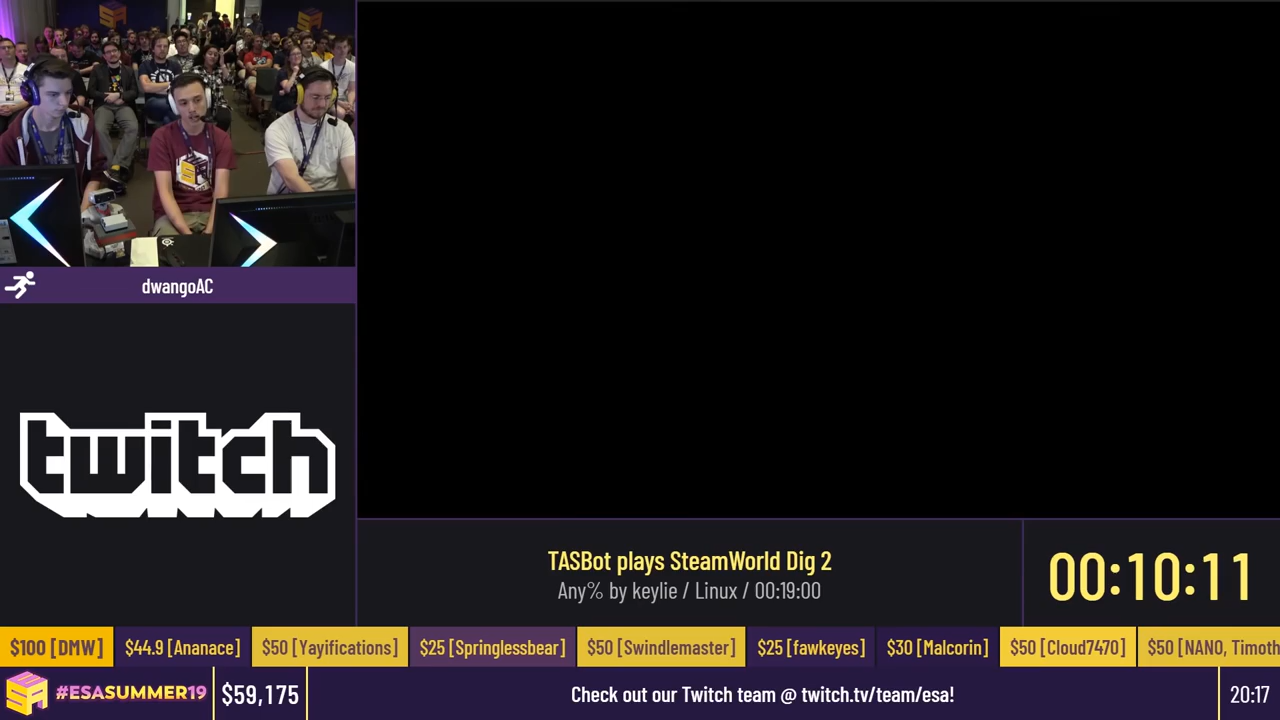 dwangoAC
twitch
TASBot plays SteamWorld Dig 2
Any% by keylie / Linux / 00:19:00
00:10:11
$100 [DMW]
$44.9 [Ananace]
$50 [Yayifications]
$25 [Springlessbear]
$50 [Swindlemaster]
$25 [fawkeyes]
$30 [Malcorin]
$50 [Cloud7470]
$50 [NANO, Timoth
#ESASUMMER19
$59,175
Check out our Twitch team @ twitch.tv/team/esa!
20:17